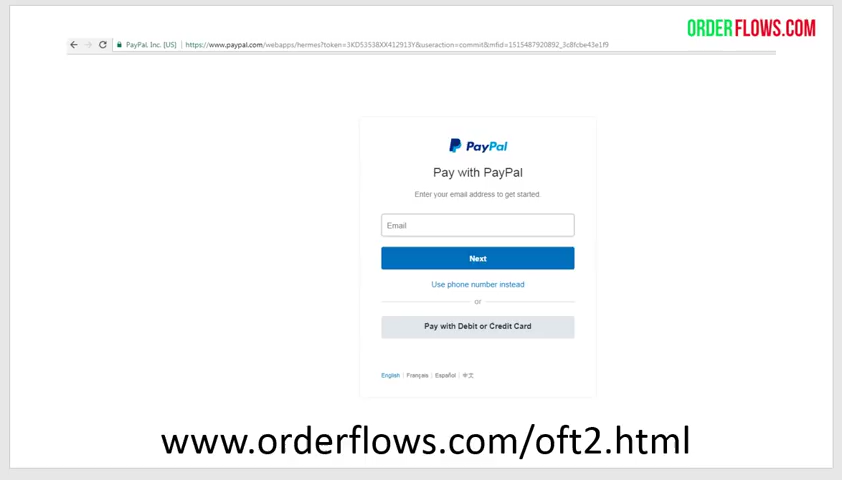 ORDERFLOWS.COM
PayPal, Inc. [US] | https://www.paypal.com/webapps/hermes?token=3KD53538XX412913Y&useraction=commit&mfid=1515487920892_3c8fcbe43e1f9
PayPal
Pay with PayPal
Enter your email address to get started
Email
Next
Use phone number instead
or
Pay with Debit or Credit Card
English | Français | Español | 中文
www.orderflows.com/oft2.html